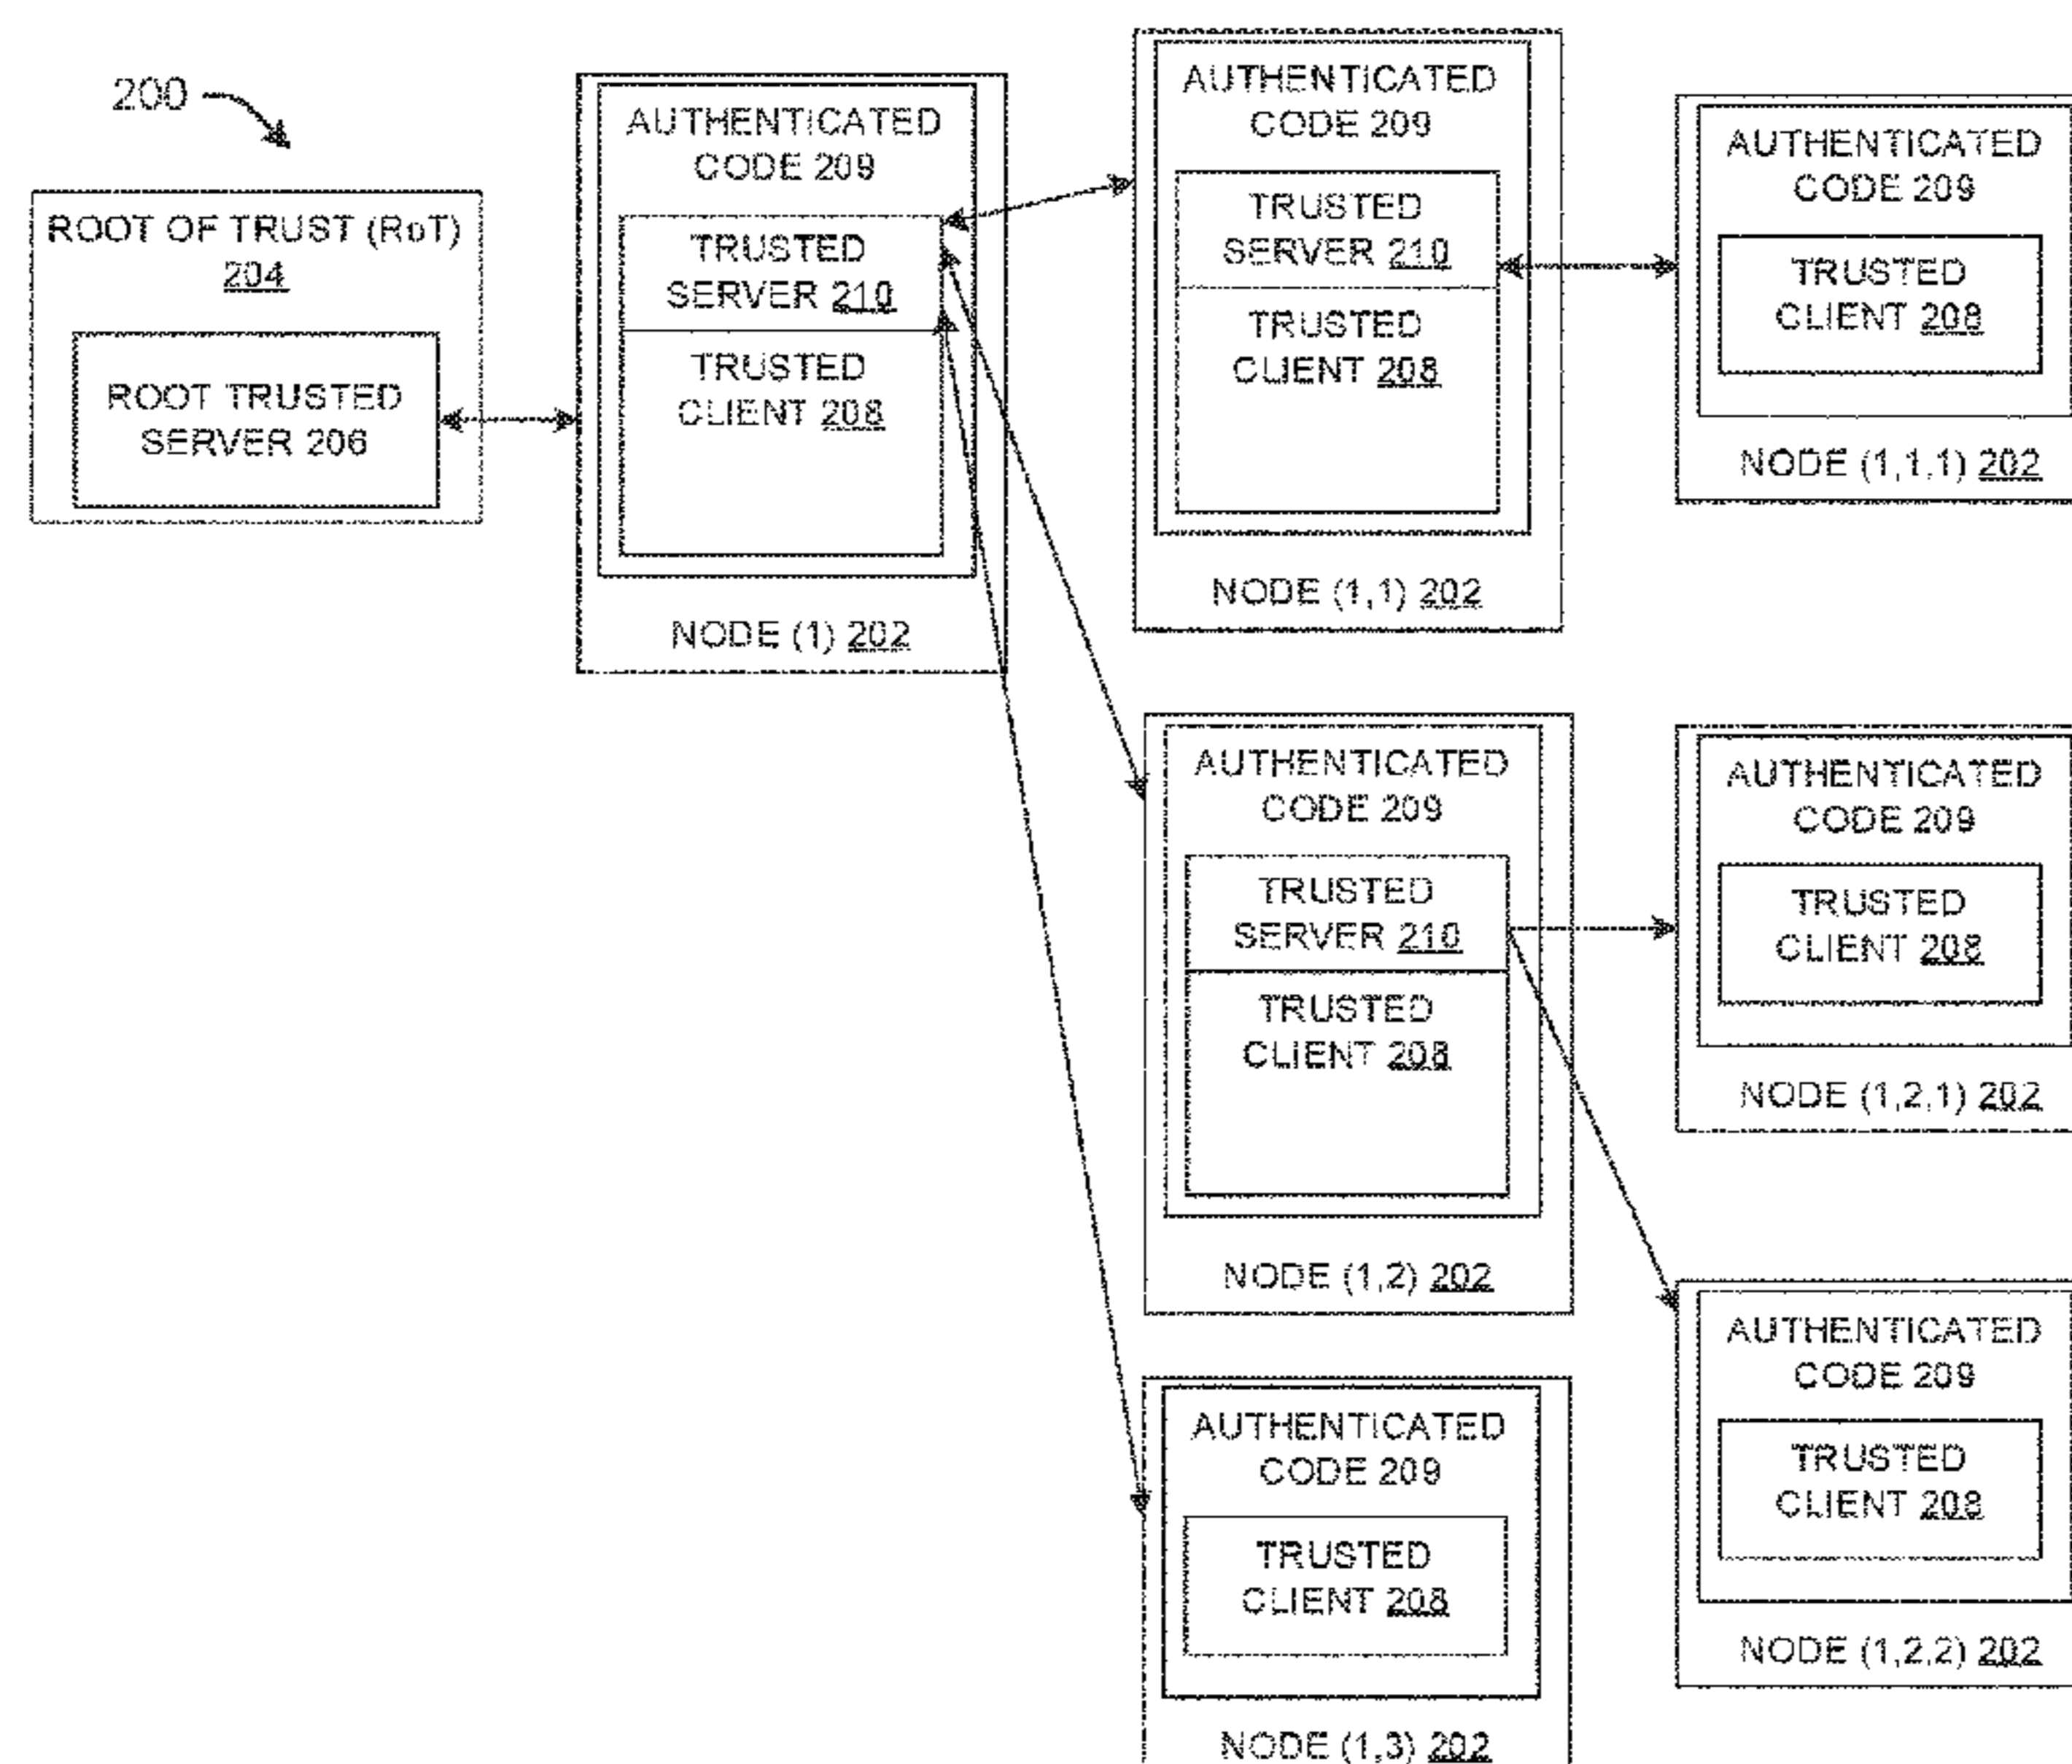 200
ROOT OF TRUST (RoT)
204
ROOT TRUSTED
SERVER 206
AUTHENTICATED
CODE 209
TRUSTED
SERVER 210
TRUSTED
CLIENT 208
NODE (1) 202
AUTHENTICATED
CODE 209
TRUSTED
SERVER 210
TRUSTED
CLIENT 208
NODE (1,1) 202
AUTHENTICATED
CODE 209
TRUSTED
CLIENT 208
NODE (1,1,1) 202
AUTHENTICATED
CODE 209
TRUSTED
SERVER 210
TRUSTED
CLIENT 208
NODE (1,2) 202
AUTHENTICATED
CODE 209
TRUSTED
CLIENT 208
NODE (1,2,1) 202
AUTHENTICATED
CODE 209
TRUSTED
CLIENT 208
NODE (1,2,2) 202
AUTHENTICATED
CODE 209
TRUSTED
CLIENT 208
NODE (1,3) 202